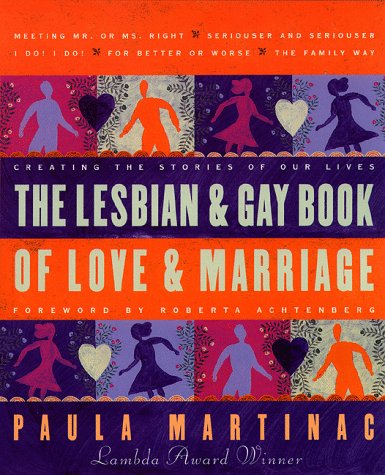 MEETING MR. OR MS. RIGHT • SERIOUSER AND SERIOUSER
I DO! I DO! • FOR BETTER OR WORSE • THE FAMILY WAY
CREATING THE STORIES OF OUR LIVES
THE LESBIAN & GAY BOOK
OF LOVE & MARRIAGE
FOREWORD BY ROBERTA ACHTENBERG
PAULA MARTINAC
Lambda Award Winner